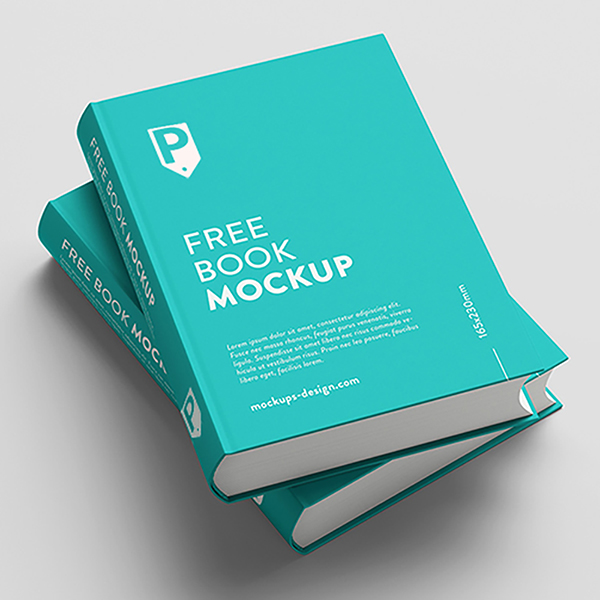 P
FREE
BOOK
MOCKUP
Lorem ipsum dolor sit amet, consectetur adipiscing elit.
Fusce nec massa rhoncus, feugiat purus venenatis, viverra
ligula. Suspendisse sit amet libero nec risus commodo ve-
hicula ut vestibulum risus. Proin nec leo posuere, faucibus
libero eget, facilisis lorem.
mockups-design.com
165x230mm
FREE BOOK MOCKUP
FREE BOOK MOC